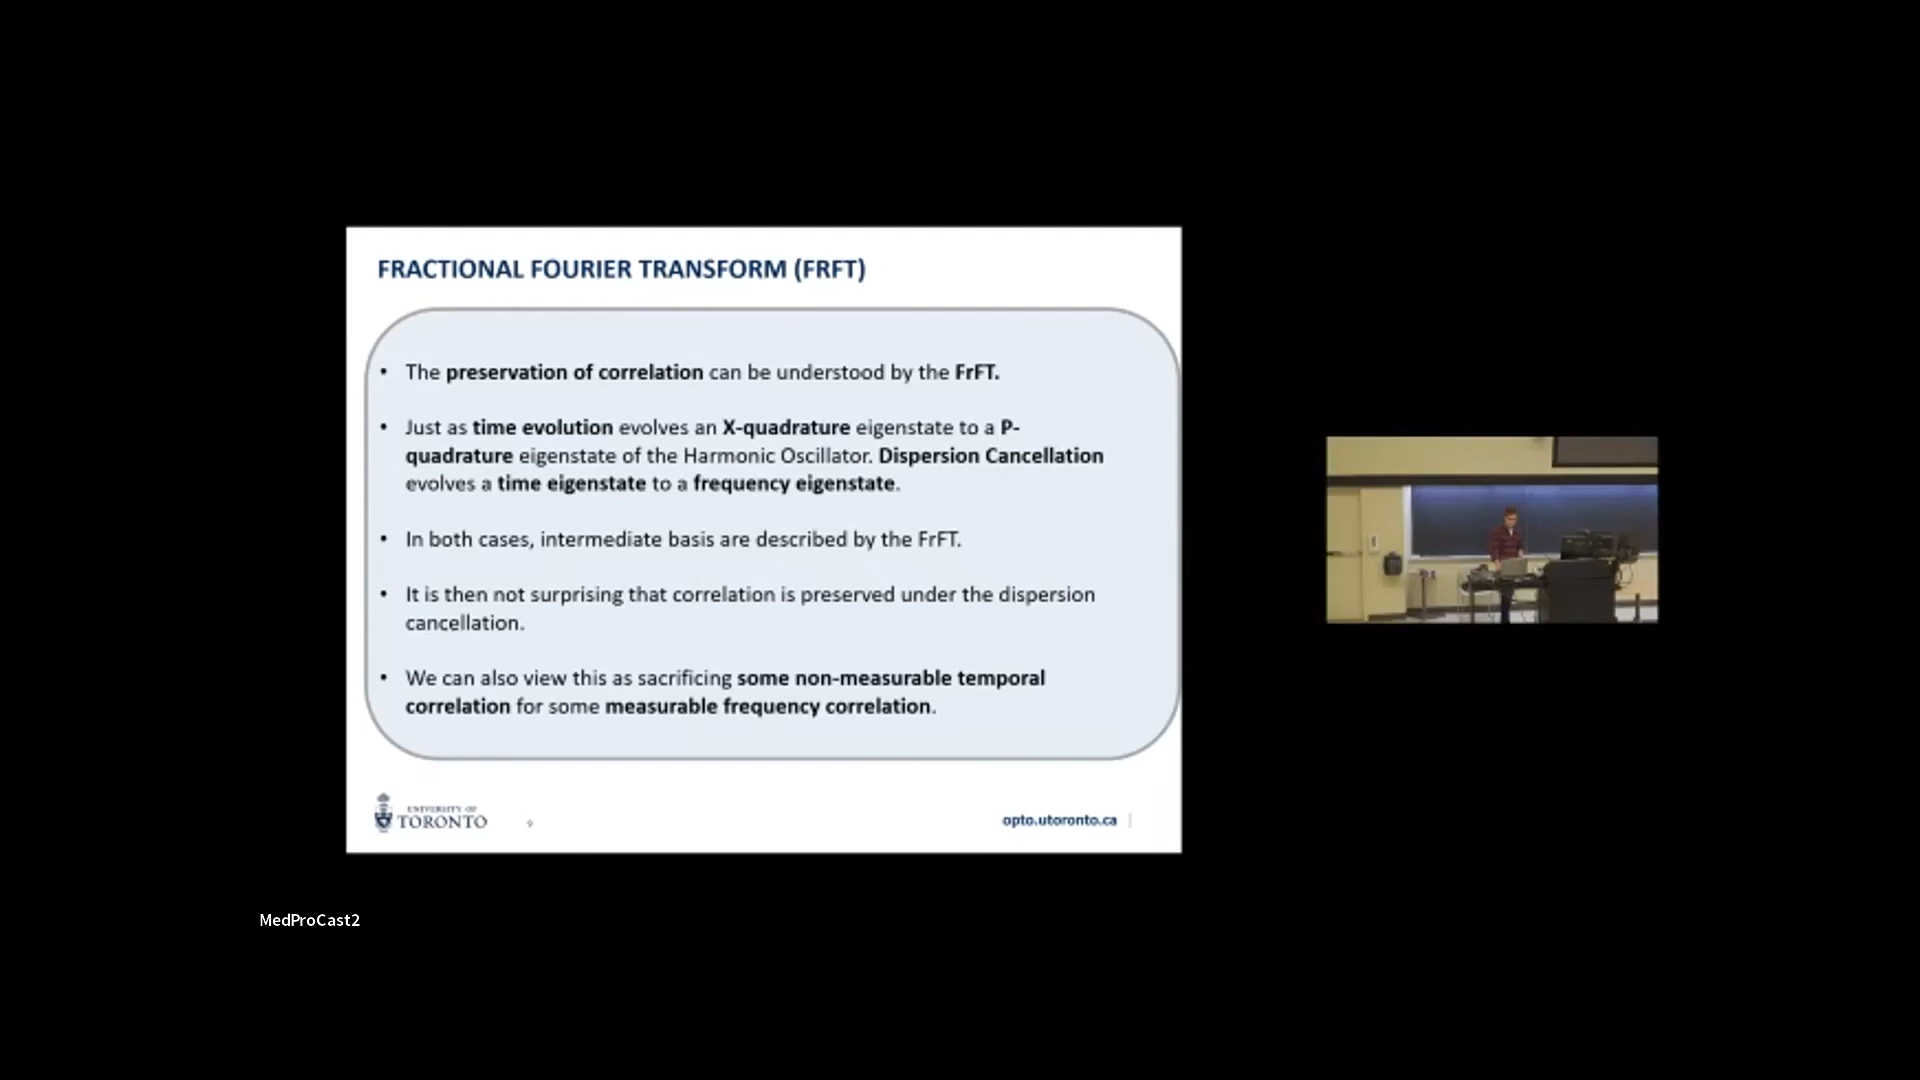 FRACTIONAL FOURIER TRANSFORM (FRFT)
• The preservation of correlation can be understood by the FrFT.
• Just as time evolution evolves an X-quadrature eigenstate to a P-
quadrature eigenstate of the Harmonic Oscillator. Dispersion Cancellation
evolves a time eigenstate to a frequency eigenstate.
• In both cases, intermediate basis are described by the FrFT.
• It is then not surprising that correlation is preserved under the dispersion
cancellation.
• We can also view this as sacrificing some non-measurable temporal
correlation for some measurable frequency correlation.
UNIVERSITY OF
TORONTO
9
opto.utoronto.ca |
MedProCast2